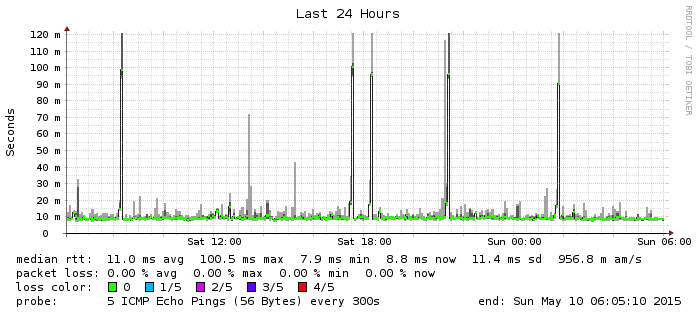 Last 24 Hours
RRDTOOL / TOBI OETIKER
Seconds
120 m
110 m
100 m
90 m
80 m
70 m
60 m
50 m
40 m
30 m
20 m
10 m
0
Sat 12:00 Sat 18:00 Sun 00:00 Sun 06:00
median rtt: 11.0 ms avg 100.5 ms max 7.9 ms min 8.8 ms now 11.4 ms sd 956.8 m am/s
packet loss: 0.00 % avg 0.00 % max 0.00 % min 0.00 % now
loss color: 0 1/5 2/5 3/5 4/5
probe: 5 ICMP Echo Pings (56 Bytes) every 300s end: Sun May 10 06:05:10 2015